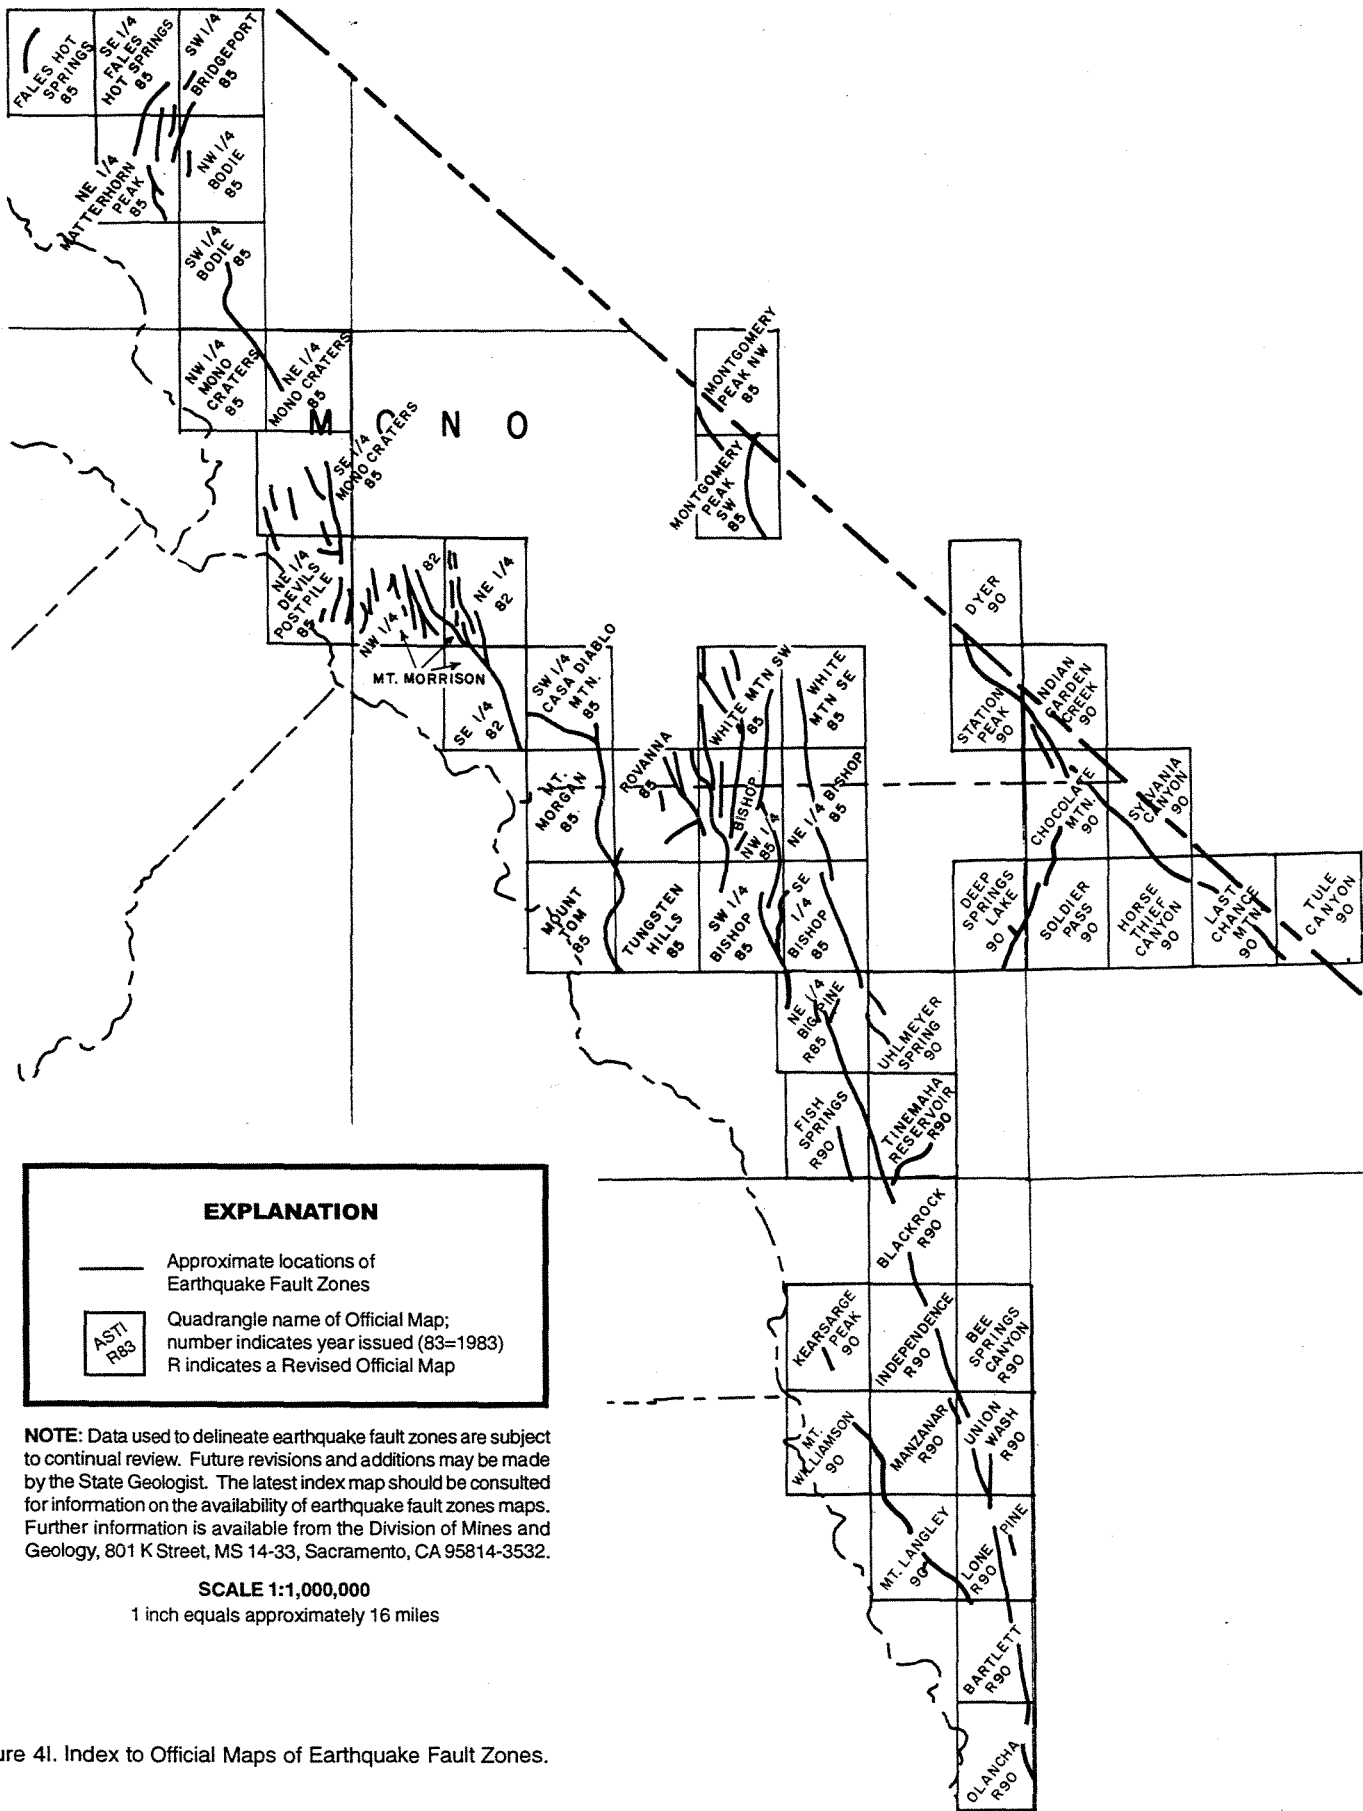 FALES HOT
SPRINGS
85
SE 1/4
FALES
HOT SPRINGS
85
SW 1/4
BRIDGEPORT
85
NE 1/4
MATTERHORN
PEAK
85
NW 1/4
BODIE
85
SW 1/4
BODIE
85
NW 1/4
MONO
CRATERS
85
NE 1/4
MONO CRATERS
85
MONO
SE 1/4
MONO CRATERS
85
MONTGOMERY
PEAK NW
85
MONTGOMERY
PEAK
SW
85
NE 1/4
DEVILS
POSTPILE
85
NW 1/4
82
NE 1/4
82
MT. MORRISON
SE 1/4
82
SW 1/4
CASA DIABLO
MTN.
85
WHITE MTN SW
85
WHITE
MTN SE
85
DYER
90
STATION
PEAK
90
INDIAN
GARDEN
CREEK
90
MT.
MORGAN
85
ROVANNA
85
BISHOP
NW 1/4
85
NE 1/4 BISHOP
85
CHOCOLATE
MTN.
90
SYLVANIA
CANYON
90
MOUNT
TOM
85
TUNGSTEN
HILLS
85
SW 1/4
BISHOP
85
SE
1/4
BISHOP
85
DEEP
SPRINGS
LAKE
90
SOLDIER
PASS
90
HORSE
THIEF
CANYON
90
LAST
CHANCE
MTN.
90
TULE
CANYON
90
NE 1/4
BIG PINE
R85
UHLMEYER
SPRING
90
FISH
SPRINGS
R90
TINEMAHA
RESERVOIR
R90
BLACKROCK
R90
KEARSARGE
PEAK
90
INDEPENDENCE
R90
BEE
SPRINGS
CANYON
R90
MT.
WILLIAMSON
90
MANZANAR
R90
UNION
WASH
R90
MT. LANGLEY
90
LONE PINE
R90
BARTLETT
R90
OLANCHA
R90
EXPLANATION
Approximate locations of
Earthquake Fault Zones
ASTI
R83
Quadrangle name of Official Map;
number indicates year issued (83=1983)
R indicates a Revised Official Map
NOTE: Data used to delineate earthquake fault zones are subject
to continual review. Future revisions and additions may be made
by the State Geologist. The latest index map should be consulted
for information on the availability of earthquake fault zones maps.
Further information is available from the Division of Mines and
Geology, 801 K Street, MS 14-33, Sacramento, CA 95814-3532.
SCALE 1:1,000,000
1 inch equals approximately 16 miles
ure 4I. Index to Official Maps of Earthquake Fault Zones.